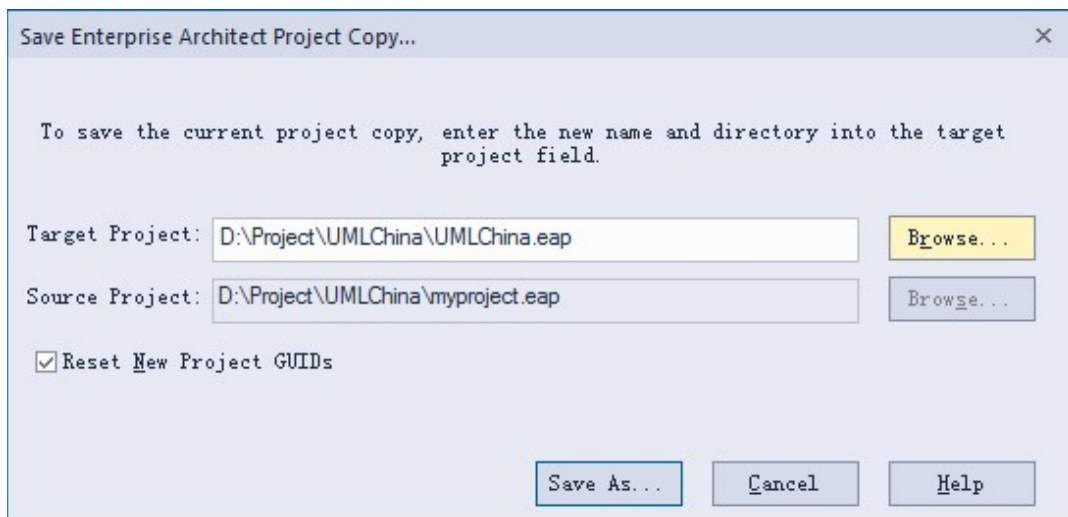 Save Enterprise Architect Project Copy...
To save the current project copy, enter the new name and directory into the target
project field.
Target Project: D:\Project\UMLChina\UMLChina.eap Browse...
Source Project: D:\Project\UMLChina\myproject.eap Browse...
Reset New Project GUIDs
Save As... Cancel Help